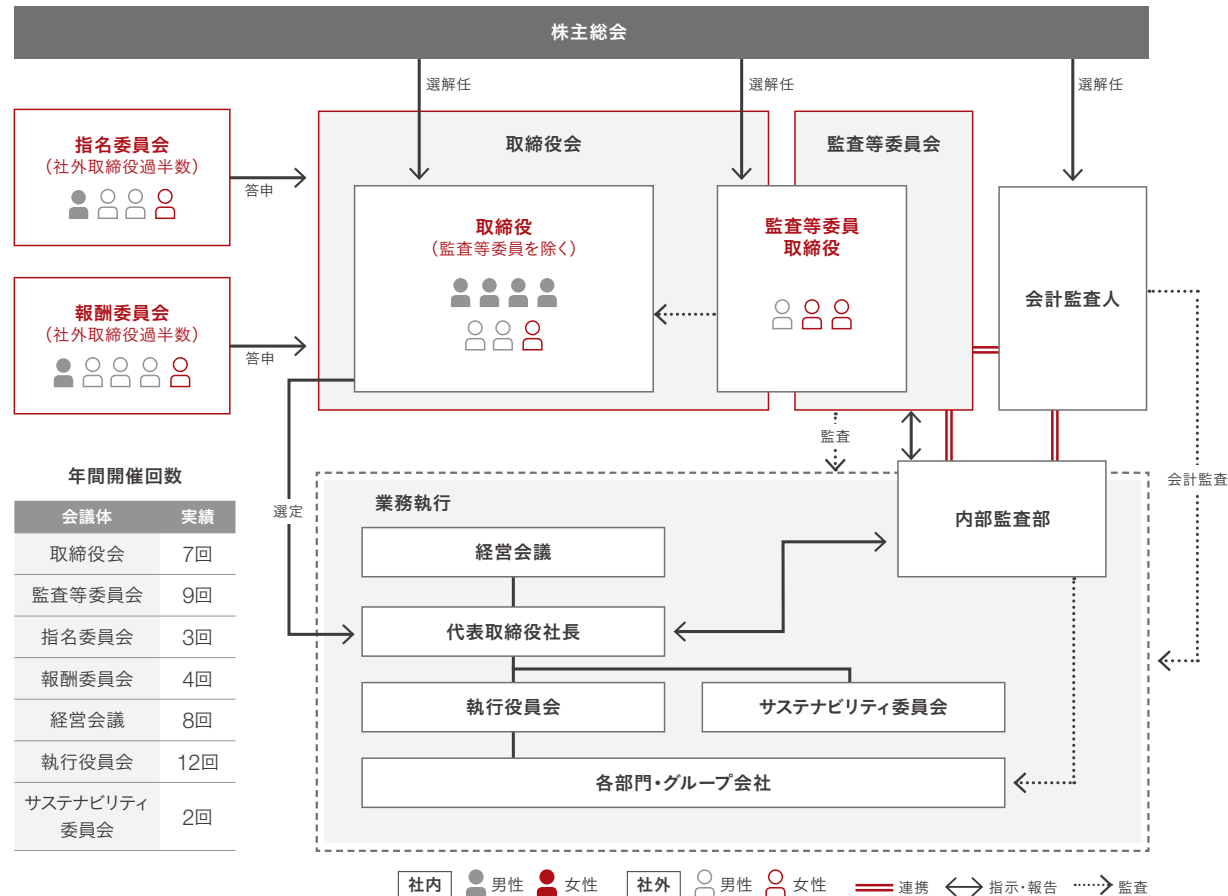 株主総会
選解任
選解任
選解任
指名委員会
（社外取締役過半数）
答申
報酬委員会
（社外取締役過半数）
答申
取締役会
取締役
（監査等委員を除く）
監査等委員会
監査等委員
取締役
会計監査人
監査
会計監査
選定
年間開催回数
会議体 実績
取締役会 7回
監査等委員会 9回
指名委員会 3回
報酬委員会 4回
経営会議 8回
執行役員会 12回
サステナビリティ
委員会 2回
業務執行
経営会議
代表取締役社長
執行役員会
サステナビリティ委員会
各部門・グループ会社
内部監査部
社内 男性 女性 社外 男性 女性 連携 指示・報告 監査